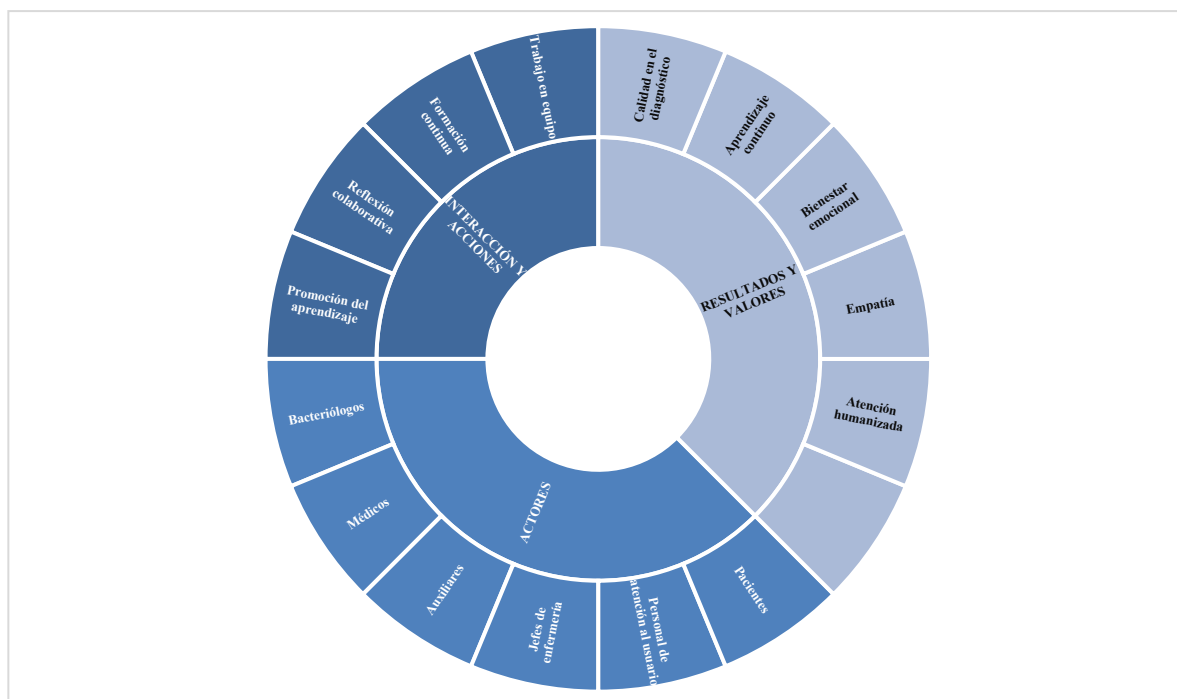 Trabajo en equipo
Formación
continua
Reflexión
colaborativa
Promoción del
aprendizaje
INTERACCIÓN Y
ACCIONES
Calidad en el
diagnóstico
Aprendizaje
continuo
Bienestar
emocional
Empatía
Atención
humanizada
RESULTADOS Y
VALORES
Bacteriólogos
Médicos
Auxiliares
Jefes de
enfermería
Personal de
atención al usuario
Pacientes
ACTORES